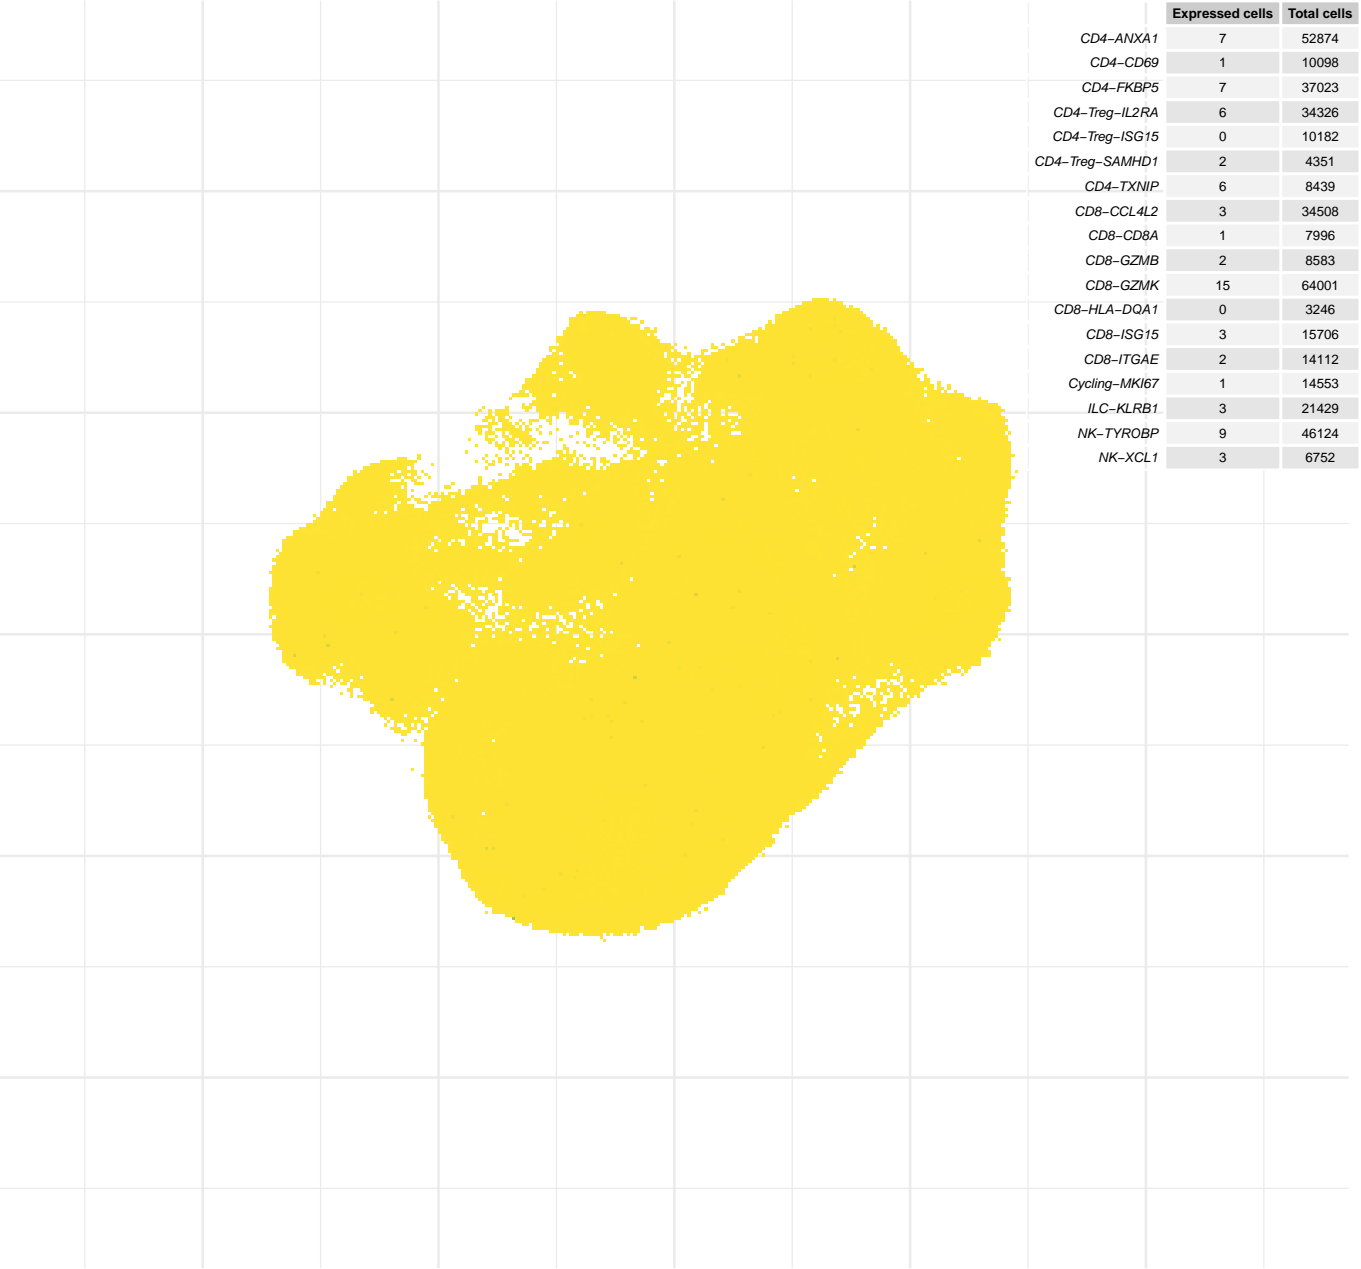 Expressed cells Total cells
CD4−ANXA1 7 52874
CD4−CD69 1 10098
CD4−FKBP5 7 37023
CD4−Treg−IL2RA 6 34326
CD4−Treg−ISG15 0 10182
CD4−Treg−SAMHD1 2 4351
CD4−TXNIP 6 8439
CD8−CCL4L2 3 34508
CD8−CD8A 1 7996
CD8−GZMB 2 8583
CD8−GZMK 15 64001
CD8−HLA−DQA1 0 3246
CD8−ISG15 3 15706
CD8−ITGAE 2 14112
Cycling−MKI67 1 14553
ILC−KLRB1 3 21429
NK−TYROBP 9 46124
NK−XCL1 3 6752